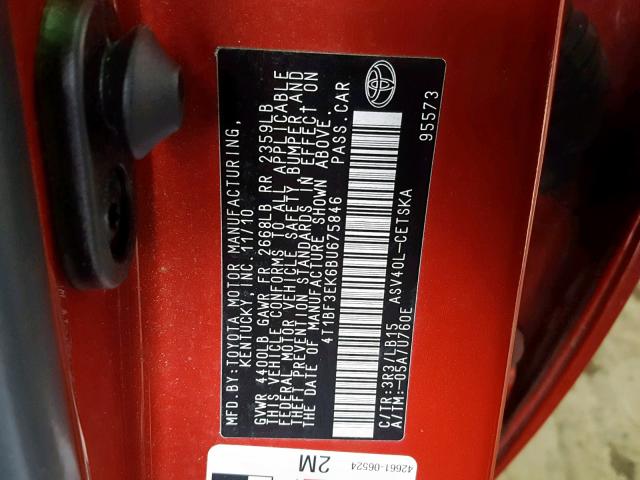 MFD.BY:TOYOTA MOTOR MANUFACTURING,
KENTUCKY, INC. 11/10
GVWR 4400LB GAWR FR 2668LB RR 2359LB
THIS VEHICLE CONFORMS TO ALL APPLICABLE
FEDERAL MOTOR VEHICLE SAFETY, BUMPER, AND
THEFT PREVENTION STANDARDS IN EFFECT ON
THE DATE OF MANUFACTURE SHOWN ABOVE.
4T1BF3EK6BU675846 PASS.CAR
C/TR:3R3/LB15 ASV40L-CETSKA
A/TM:-05A/U760E
95573
2M
42661-06524